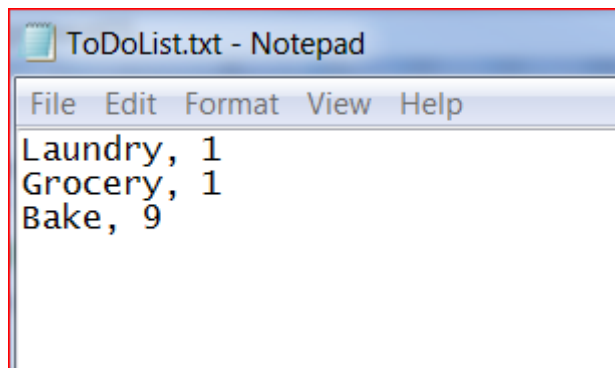 ToDoList.txt - Notepad
File Edit Format View Help
Laundry, 1
Grocery, 1
Bake, 9